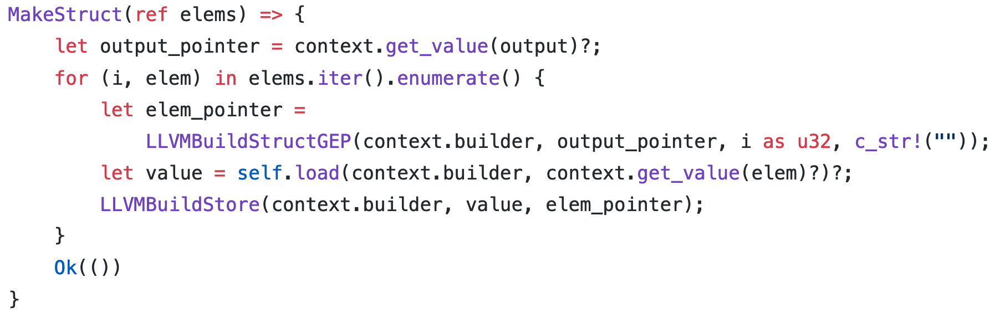 MakeStruct(ref elems) => {
    let output_pointer = context.get_value(output)?;
    for (i, elem) in elems.iter().enumerate() {
        let elem_pointer =
            LLVMBuildStructGEP(context.builder, output_pointer, i as u32, c_str!(""));
        let value = self.load(context.builder, context.get_value(elem)?)?;
        LLVMBuildStore(context.builder, value, elem_pointer);
    }
    Ok(())
}